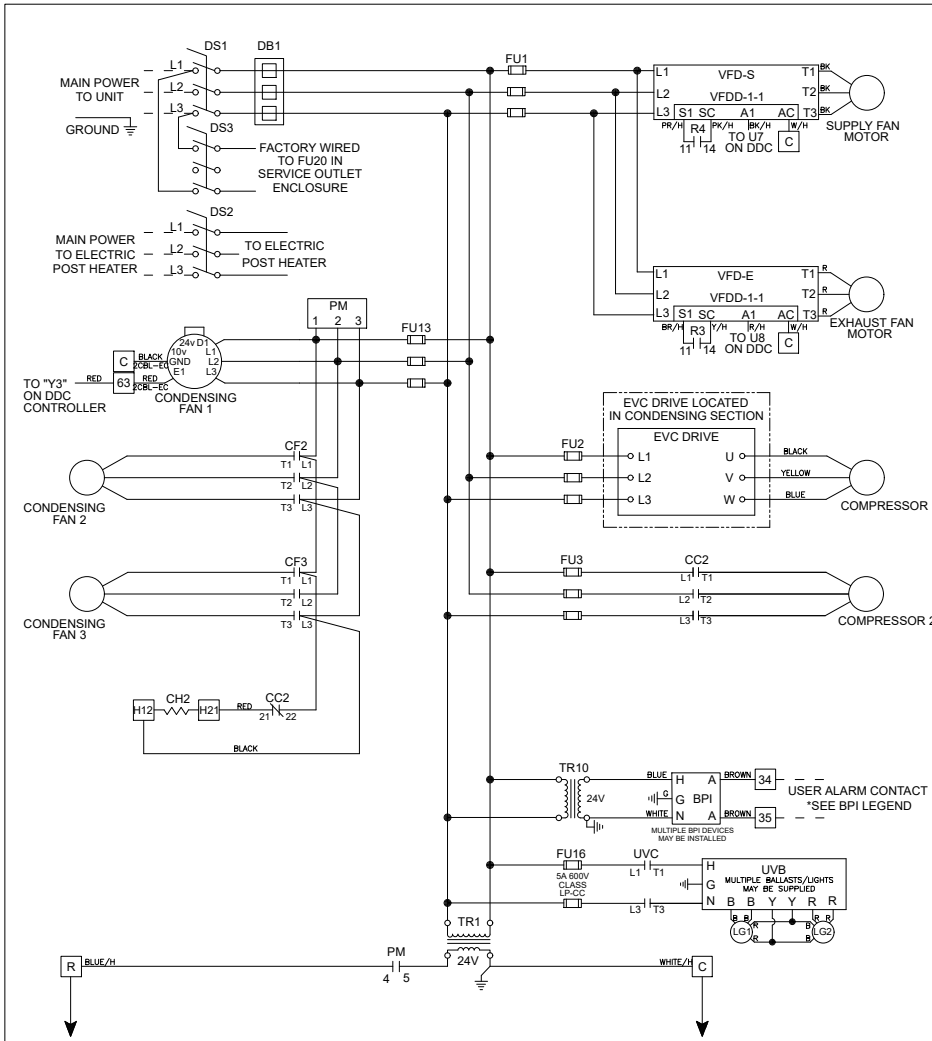 DS1
DB1
L1
L2
L3
MAIN POWER
TO UNIT
GROUND
DS3
FACTORY WIRED
TO FU20 IN
SERVICE OUTLET
ENCLOSURE
DS2
L1
L2
L3
MAIN POWER
TO ELECTRIC
POST HEATER
TO ELECTRIC
POST HEATER
FU1
L1 VFD-S T1 BK
L2 VFDD-1-1 T2 BK
L3 S1 SC A1 AC T3 BK
PR/H PK/H BK/H W/H
R4
11 14
TO U7
ON DDC
C
SUPPLY FAN
MOTOR
L1 VFD-E T1 R
L2 VFDD-1-1 T2 R
L3 S1 SC A1 AC T3 R
BR/H Y/H R/H W/H
R3
11 14
TO U8
ON DDC
C
EXHAUST FAN
MOTOR
PM
1 2 3
FU13
24v D1
10v L1
GND L2
E1 L3
C BLACK
2CBL-EC
TO "Y3"
ON DDC
CONTROLLER
RED 63 RED
2CBL-EC
CONDENSING
FAN 1
EVC DRIVE LOCATED
IN CONDENSING SECTION
EVC DRIVE
FU2
L1 U BLACK
L2 V YELLOW
L3 W BLUE
COMPRESSOR
CF2
T1 L1
T2 L2
T3 L3
CONDENSING
FAN 2
CF3
T1 L1
T2 L2
T3 L3
CONDENSING
FAN 3
FU3
CC2
L1 T1
L2 T2
L3 T3
COMPRESSOR 2
H12 CH2 H21 RED CC2
21 22
BLACK
TR10
24V
BLUE H A BROWN 34
G G BPI
WHITE N A BROWN 35
MULTIPLE BPI DEVICES
MAY BE INSTALLED
USER ALARM CONTACT
*SEE BPI LEGEND
FU16
5A 600V
CLASS
LP-CC
UVC
L1 T1
L3 T3
H UVB
MULTIPLE BALLASTS/LIGHTS
MAY BE SUPPLIED
G
N B B Y Y R R
B B R R
LG1 R B LG2
R B
TR1
24V
R BLUE/H
PM
4 5
WHITE/H C